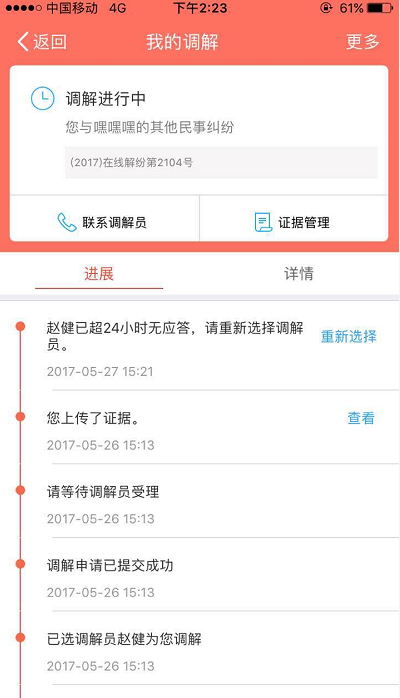 中国移动 4G 下午2:23 61%
返回 我的调解 更多
调解进行中
您与嘿嘿嘿的其他民事纠纷
(2017)在线解纷第2104号
联系调解员 证据管理
进展 详情
赵健已超24小时无应答，请重新选择调解
员。
重新选择
2017-05-27 15:21
您上传了证据。 查看
2017-05-26 15:13
请等待调解员受理
2017-05-26 15:13
调解申请已提交成功
2017-05-26 15:13
已选调解员赵健为您调解
2017-05-26 15:13